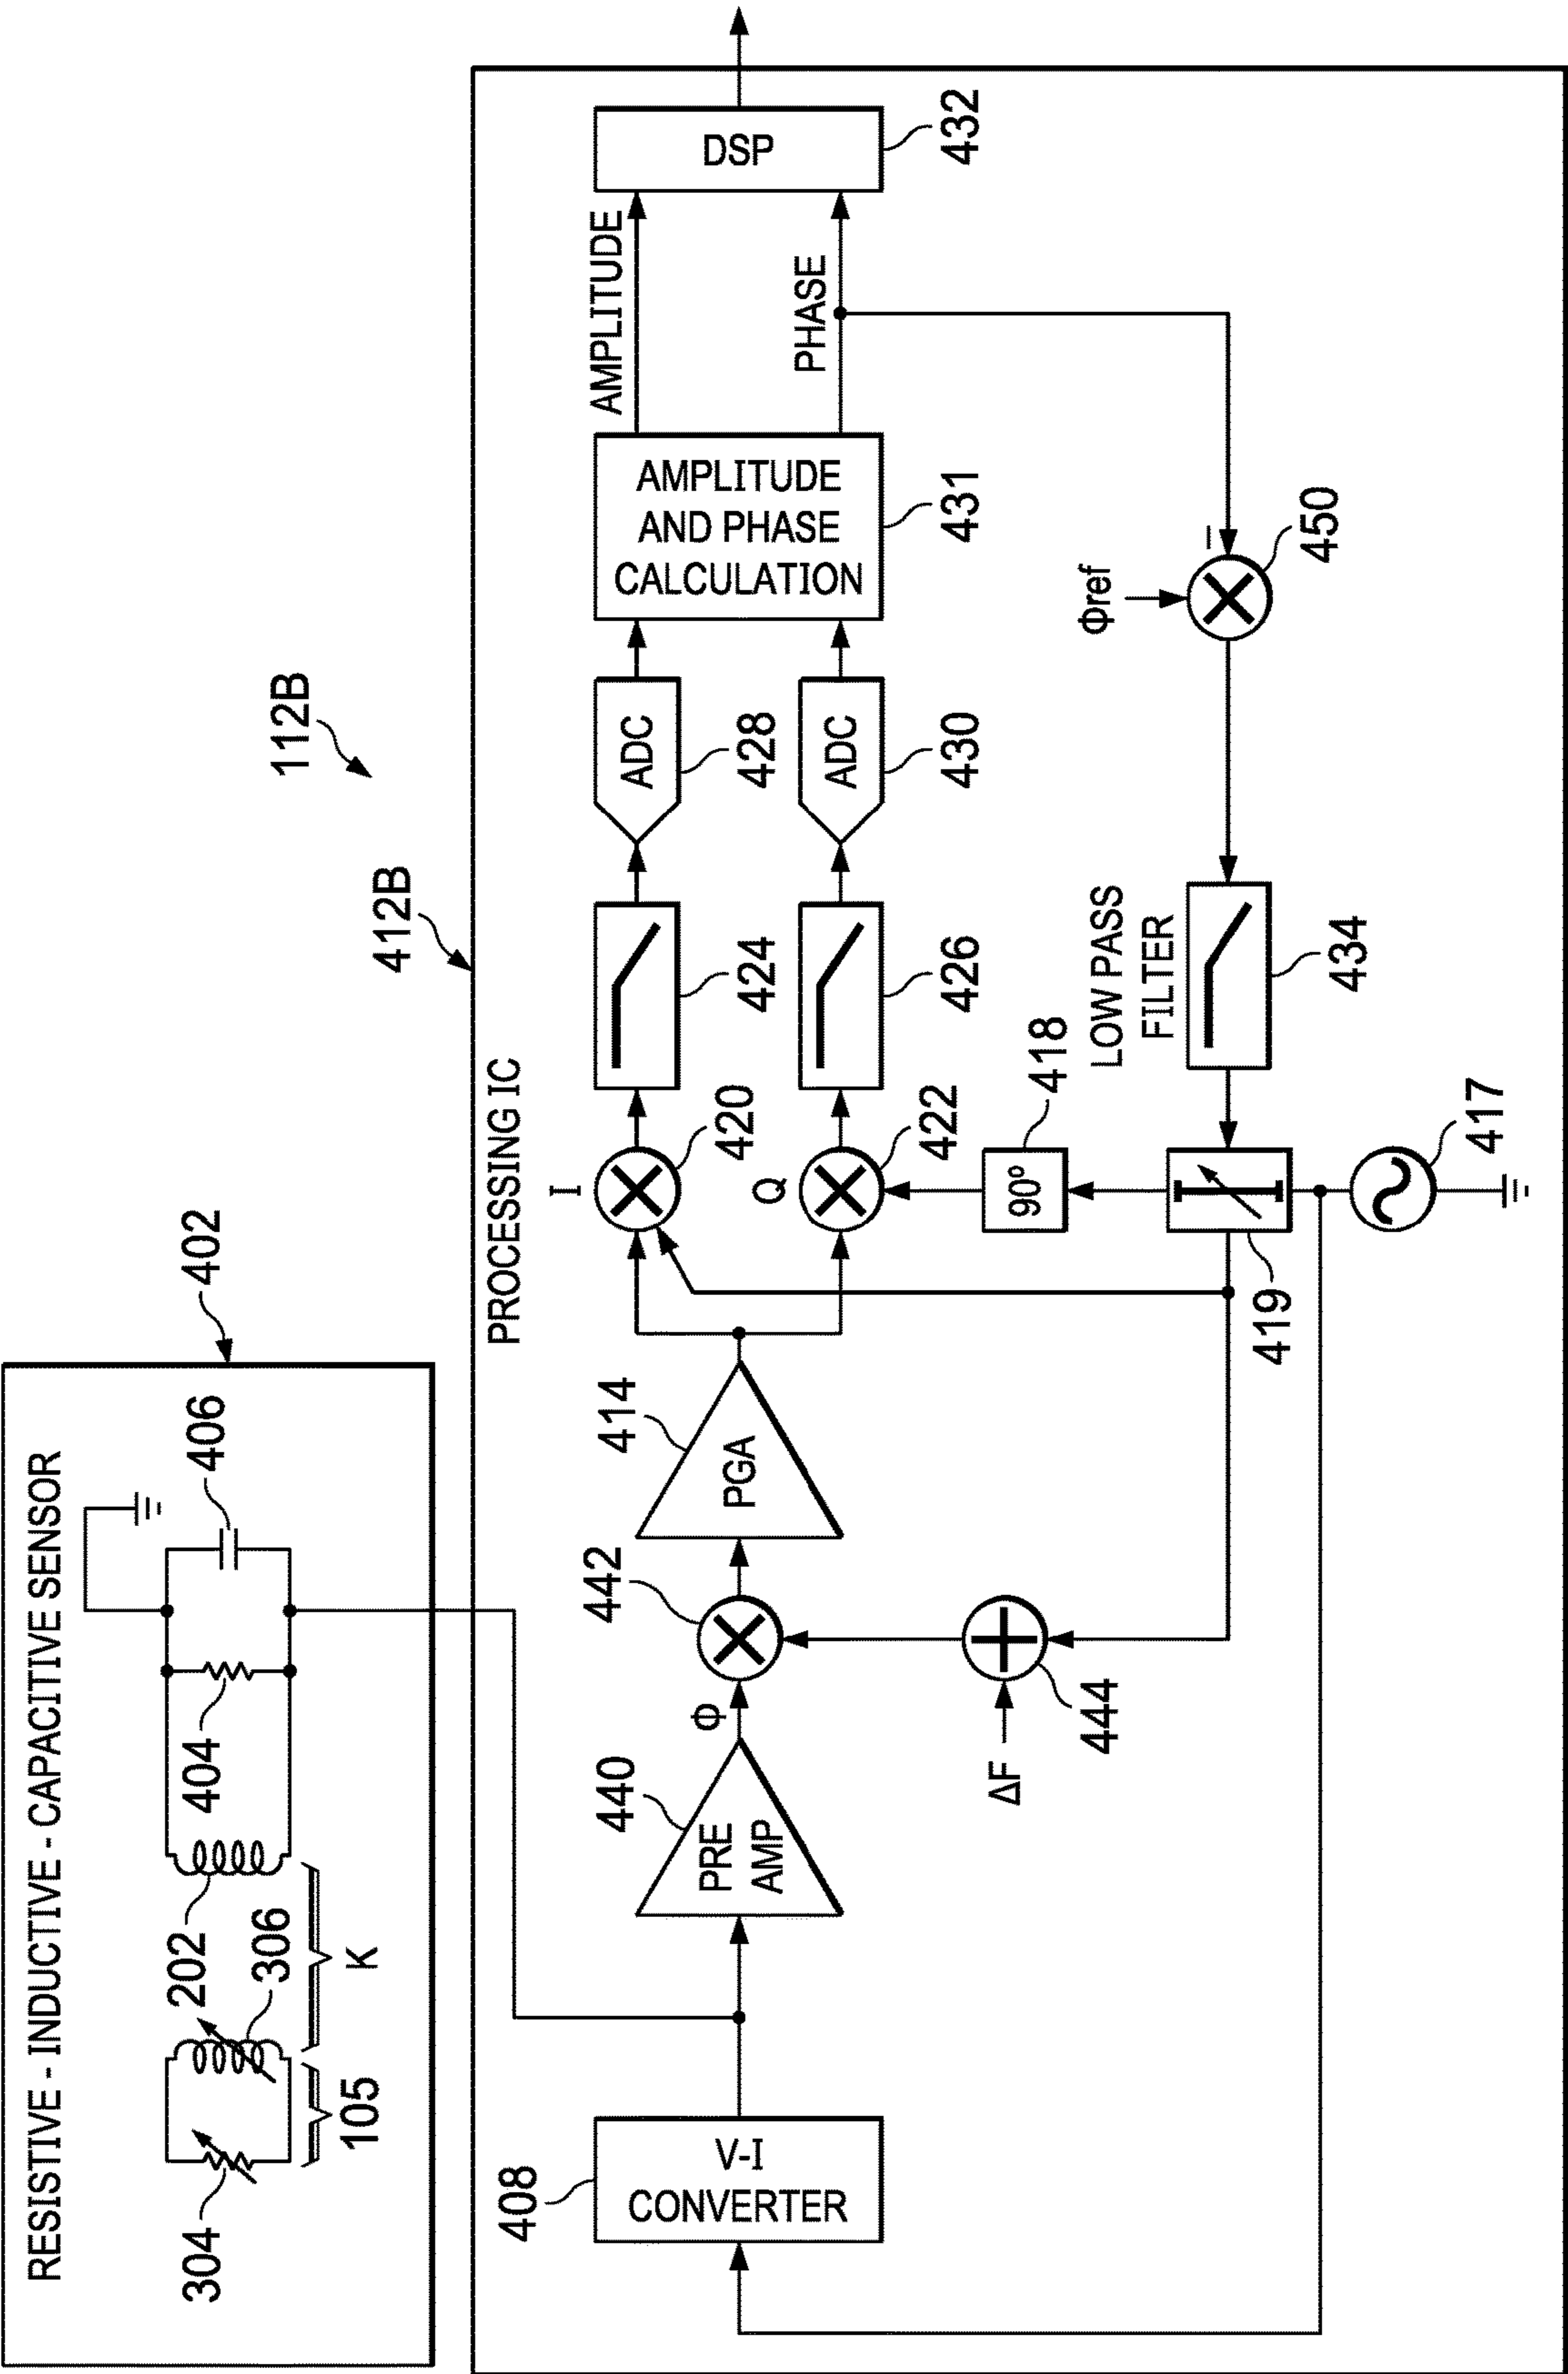 RESISTIVE - INDUCTIVE - CAPACITIVE SENSOR
402
304
105
306
202
K
404
406
112B
412B
PROCESSING IC
408
V-I
CONVERTER
440
PRE
AMP
Φ
442
ΔF
444
414
PGA
I
420
Q
422
424
426
ADC
428
ADC
430
AMPLITUDE
AND PHASE
CALCULATION
431
AMPLITUDE
PHASE
DSP
432
90°
418
419
417
LOW PASS
FILTER
434
Φref
–
450